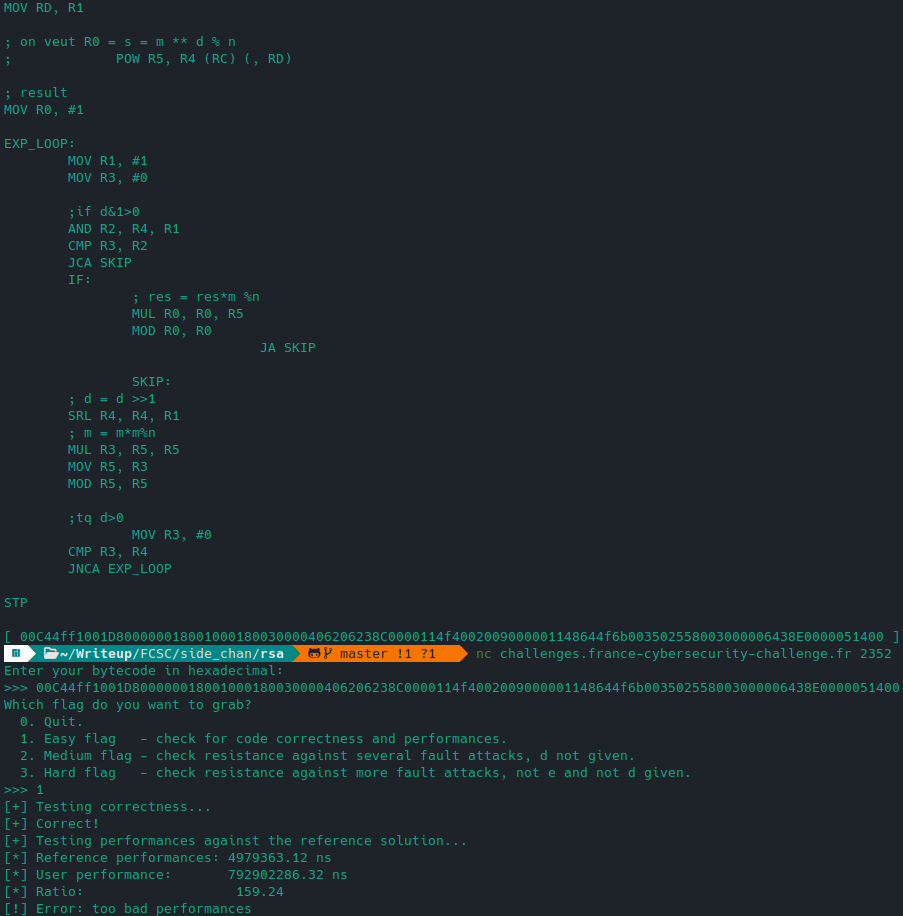 MOV RD, R1
; on veut R0 = s = m ** d % n
;             POW R5, R4 (RC) (, RD)
; result
MOV R0, #1
EXP_LOOP:
        MOV R1, #1
        MOV R3, #0
        ;if d&1>0
        AND R2, R4, R1
        CMP R3, R2
        JCA SKIP
        IF:
                ; res = res*m %n
                MUL R0, R0, R5
                MOD R0, R0
                                JA SKIP
                SKIP:
        ; d = d >>1
        SRL R4, R4, R1
        ; m = m*m%n
        MUL R3, R5, R5
        MOV R5, R3
        MOD R5, R5
        ;tq d>0
                MOV R3, #0
        CMP R3, R4
        JNCA EXP_LOOP
STP
[ 00C44ff1001D800000018001000180030000406206238C0000114f4002009000001148644f6b003502558003000006438E0000051400 ]
~/Writeup/FCSC/side_chan/rsa master !1 ?1 nc challenges.france-cybersecurity-challenge.fr 2352
Enter your bytecode in hexadecimal:
>>> 00C44ff1001D800000018001000180030000406206238C0000114f4002009000001148644f6b003502558003000006438E0000051400
Which flag do you want to grab?
  0. Quit.
  1. Easy flag   - check for code correctness and performances.
  2. Medium flag - check resistance against several fault attacks, d not given.
  3. Hard flag   - check resistance against more fault attacks, not e and not d given.
>>> 1
[+] Testing correctness...
[+] Correct!
[+] Testing performances against the reference solution...
[*] Reference performances: 4979363.12 ns
[*] User performance:       792902286.32 ns
[*] Ratio:                   159.24
[!] Error: too bad performances